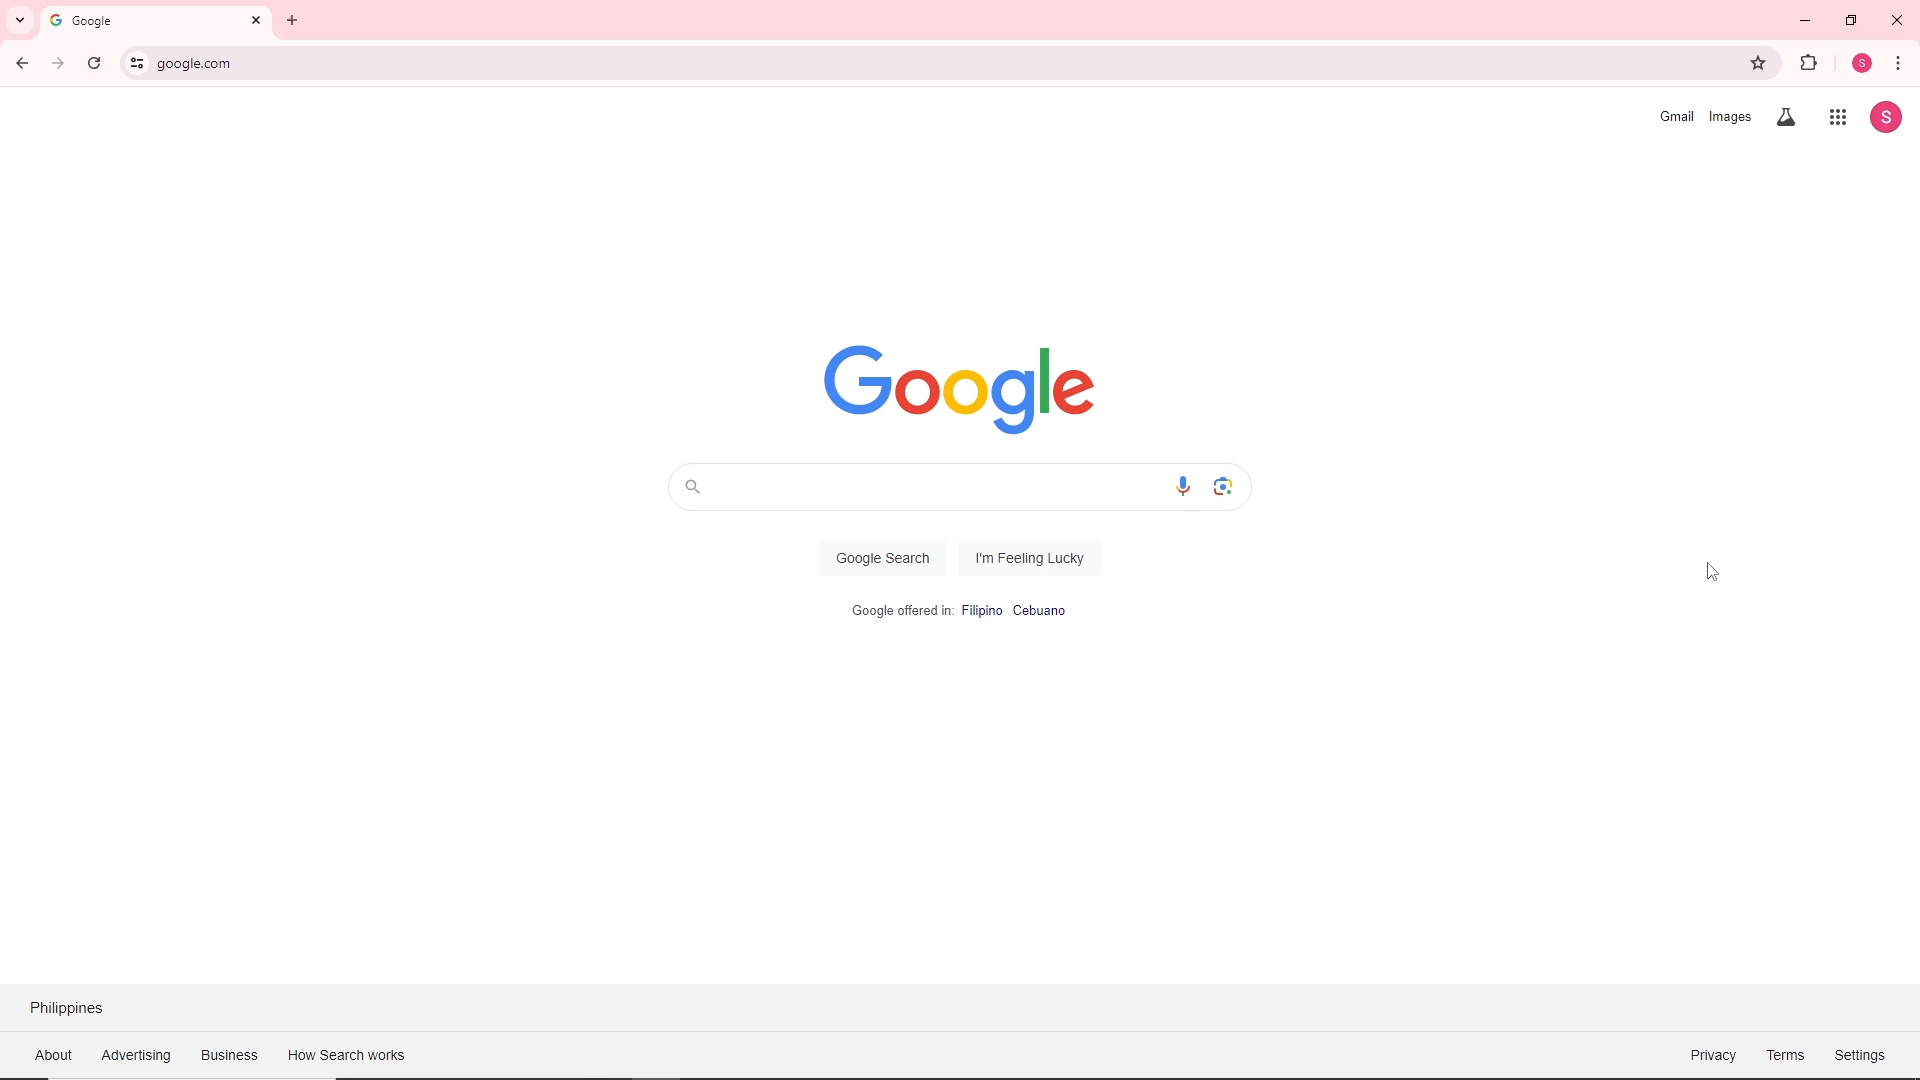 Google
google.com
S
Gmail Images S
Google
Google Search I'm Feeling Lucky
Google offered in: Filipino Cebuano
Philippines
About Advertising Business How Search works Privacy Terms Settings